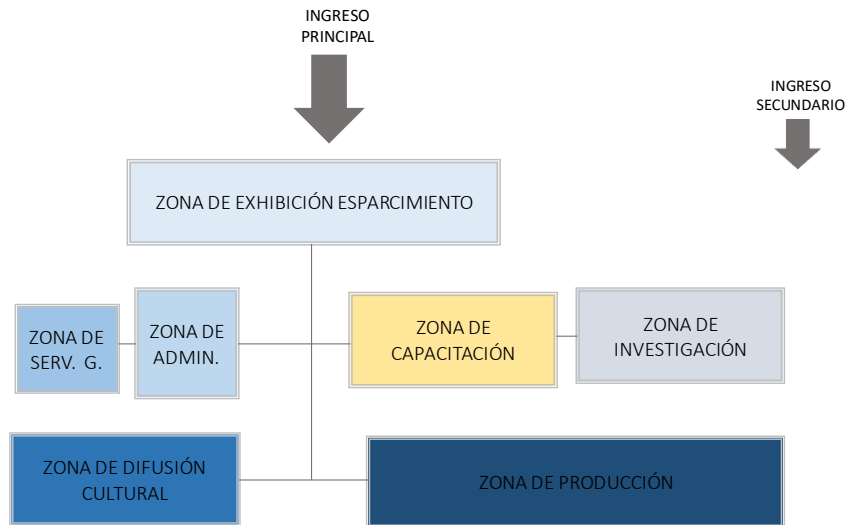 INGRESO
PRINCIPAL
INGRESO
SECUNDARIO
ZONA DE EXHIBICIÓN ESPARCIMIENTO
ZONA DE
SERV. G.
ZONA DE
ADMIN.
ZONA DE
CAPACITACIÓN
ZONA DE
INVESTIGACIÓN
ZONA DE DIFUSIÓN
CULTURAL
ZONA DE PRODUCCIÓN